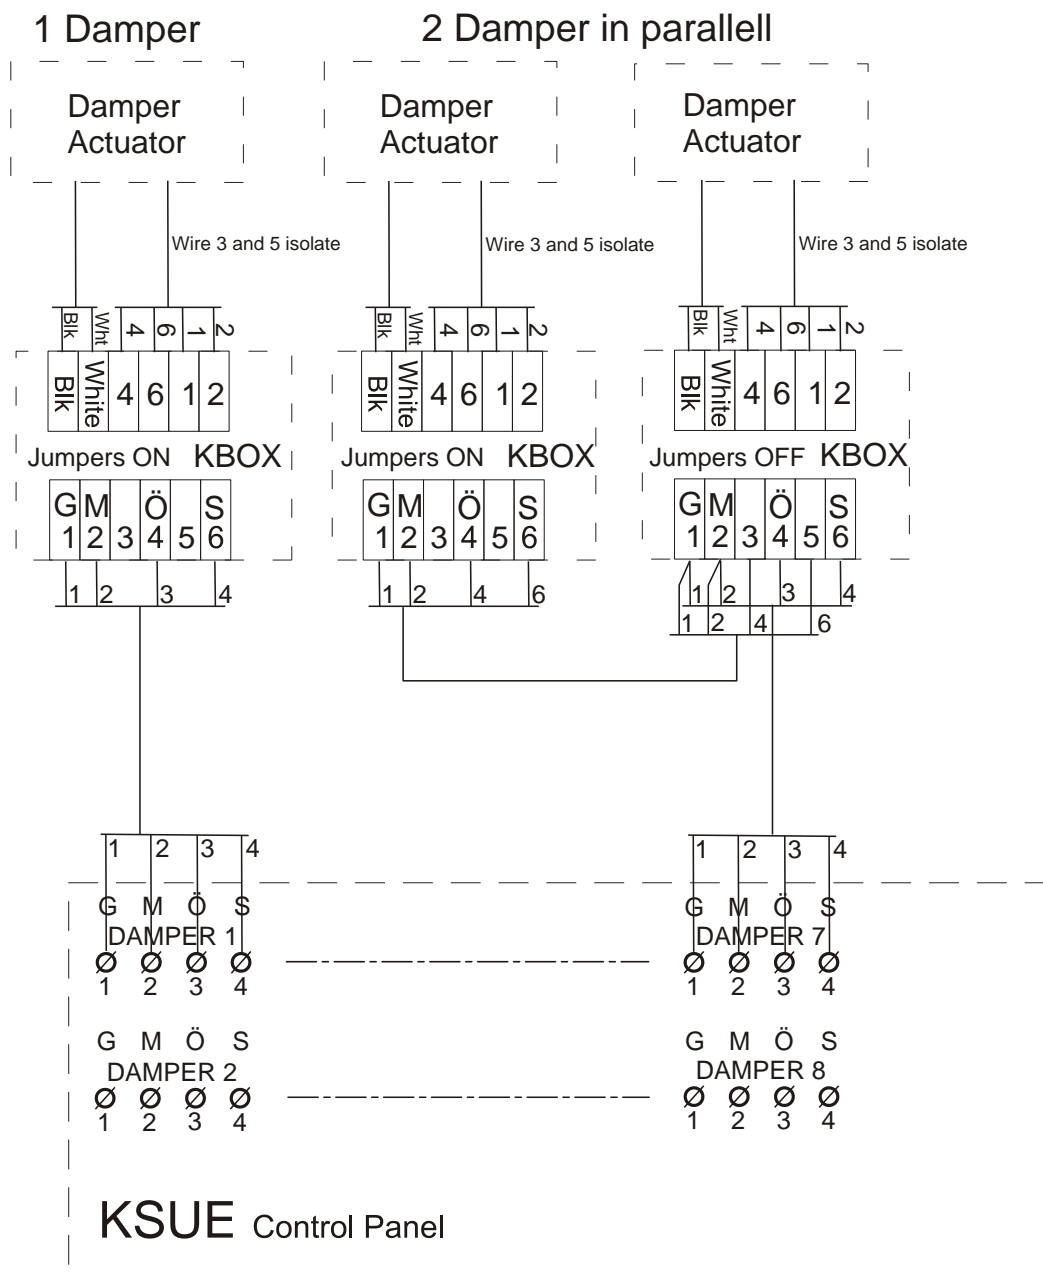 1 Damper
2 Damper in parallell
Damper
Actuator
Damper
Actuator
Damper
Actuator
Wire 3 and 5 isolate
Wire 3 and 5 isolate
Wire 3 and 5 isolate
Blk Wht 4 6 1 2
Blk Wht 4 6 1 2
Blk Wht 4 6 1 2
Blk White 4 6 1 2
Blk White 4 6 1 2
Blk White 4 6 1 2
Jumpers ON KBOX
Jumpers ON KBOX
Jumpers OFF KBOX
G M Ö S
1 2 3 4 5 6
G M Ö S
1 2 3 4 5 6
G M Ö S
1 2 3 4 5 6
1 2 3 4
1 2 4 6
1 2 3 4
1 2 4 6
1 2 3 4
1 2 3 4
G M Ö S
DAMPER 1
1 2 3 4
G M Ö S
DAMPER 7
1 2 3 4
G M Ö S
DAMPER 2
1 2 3 4
G M Ö S
DAMPER 8
1 2 3 4
KSUE Control Panel